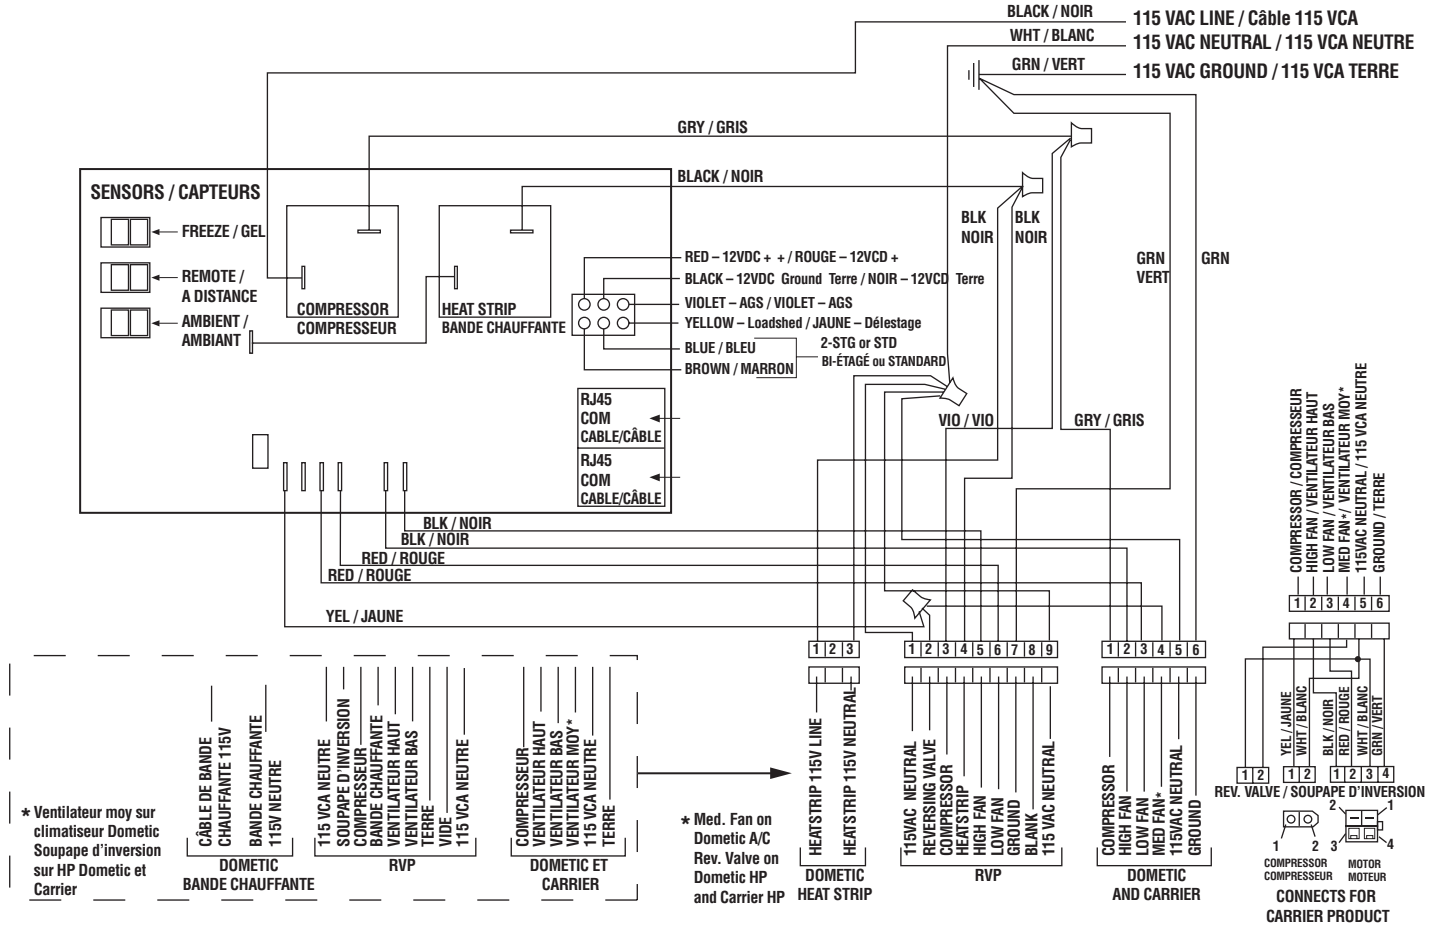 BLACK / NOIR
115 VAC LINE / Câble 115 VCA
WHT / BLANC
115 VAC NEUTRAL / 115 VCA NEUTRE
GRN / VERT
115 VAC GROUND / 115 VCA TERRE
GRY / GRIS
BLACK / NOIR
SENSORS / CAPTEURS
FREEZE / GEL
REMOTE /
A DISTANCE
AMBIENT /
AMBIANT
COMPRESSOR
COMPRESSEUR
HEAT STRIP
BANDE CHAUFFANTE
BLK
NOIR
BLK
NOIR
GRN
VERT
GRN
RED – 12VDC + + / ROUGE – 12VCD +
BLACK – 12VDC Ground Terre / NOIR – 12VCD Terre
VIOLET – AGS / VIOLET – AGS
YELLOW – Loadshed / JAUNE – Délestage
BLUE / BLEU
BROWN / MARRON
2-STG or STD
BI-ÉTAGÉ ou STANDARD
RJ45
COM
CABLE/CÂBLE
RJ45
COM
CABLE/CÂBLE
VIO / VIO
GRY / GRIS
BLK / NOIR
BLK / NOIR
RED / ROUGE
RED / ROUGE
YEL / JAUNE
COMPRESSOR / COMPRESSEUR
HIGH FAN / VENTILATEUR HAUT
LOW FAN / VENTILATEUR BAS
MED FAN* / VENTILATEUR MOY*
115VAC NEUTRAL / 115 VCA NEUTRE
GROUND / TERRE
1 2 3 4 5 6
1 2 3
1 2 3 4 5 6 7 8 9
1 2 3 4 5 6
YEL / JAUNE
WHT / BLANC
BLK / NOIR
RED / ROUGE
WHT / BLANC
GRN / VERT
1 2
1 2
1 2 3 4
REV. VALVE / SOUPAPE D'INVERSION
1 2
COMPRESSOR
COMPRESSEUR
2 1
3 4
MOTOR
MOTEUR
CONNECTS FOR
CARRIER PRODUCT
* Ventilateur moy sur
climatiseur Dometic
Soupape d'inversion
sur HP Dometic et
Carrier
CÂBLE DE BANDE
CHAUFFANTE 115V
BANDE CHAUFFANTE
115V NEUTRE
DOMETIC
BANDE CHAUFFANTE
115 VCA NEUTRE
SOUPAPE D'INVERSION
COMPRESSEUR
BANDE CHAUFFANTE
VENTILATEUR HAUT
VENTILATEUR BAS
TERRE
VIDE
115 VCA NEUTRE
RVP
COMPRESSEUR
VENTILATEUR HAUT
VENTILATEUR BAS
VENTILATEUR MOY*
115 VCA NEUTRE
TERRE
DOMETIC ET
CARRIER
* Med. Fan on
Dometic A/C
Rev. Valve on
Dometic HP
and Carrier HP
HEATSTRIP 115V LINE
HEATSTRIP 115V NEUTRAL
DOMETIC
HEAT STRIP
115VAC NEUTRAL
REVERSING VALVE
COMPRESSOR
HEATSTRIP
HIGH FAN
LOW FAN
GROUND
BLANK
115 VAC NEUTRAL
RVP
COMPRESSOR
HIGH FAN
LOW FAN
MED FAN*
115VAC NEUTRAL
GROUND
DOMETIC
AND CARRIER